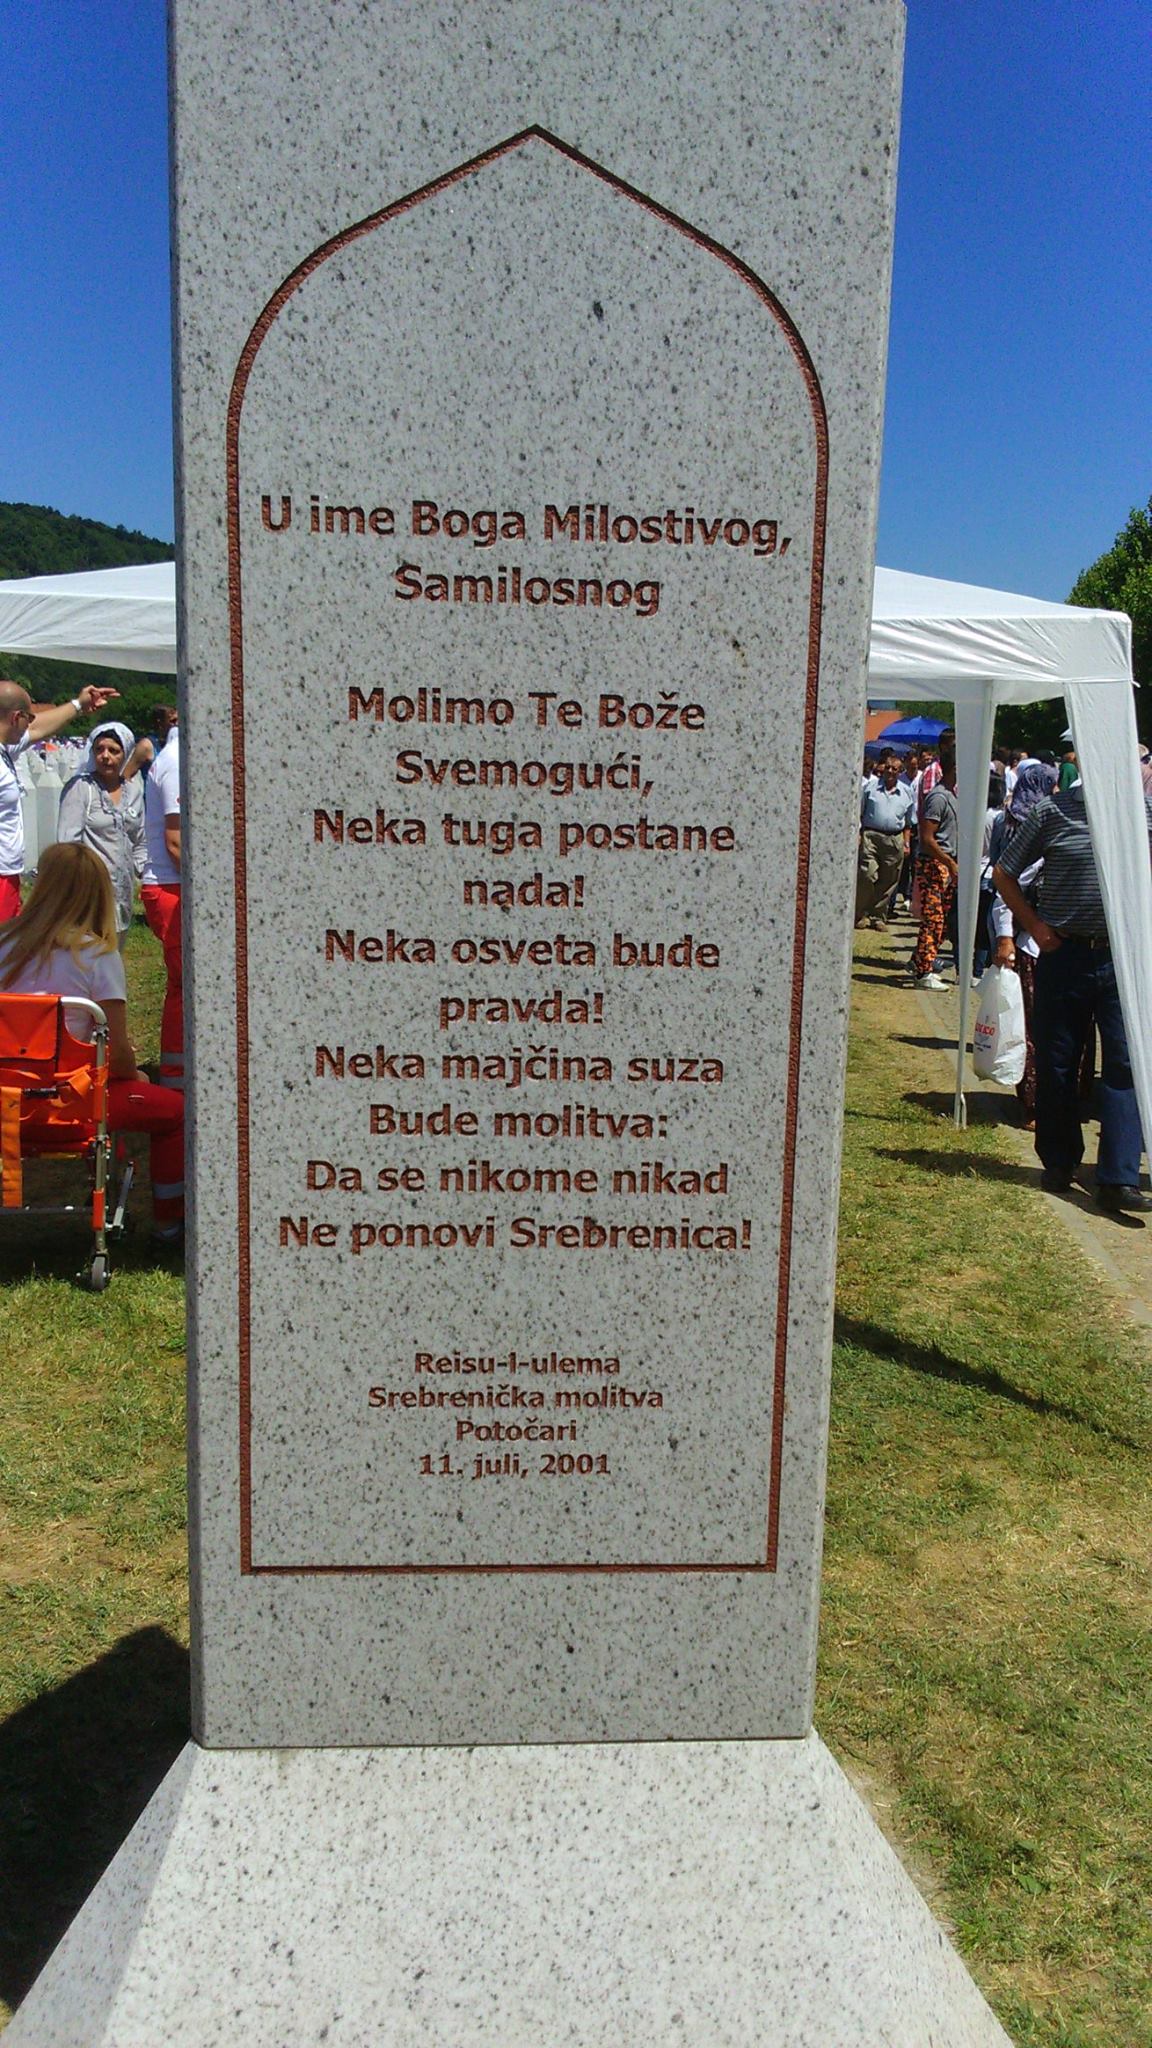 U ime Boga Milostivog,
Samilosnog
Molimo Te Bože
Svemogući,
Neka tuga postane
nada!
Neka osveta bude
pravda!
Neka majčina suza
Bude molitva:
Da se nikome nikad
Ne ponovi Srebrenica!
Reisu-l-ulema
Srebrenička molitva
Potočari
11. juli, 2001